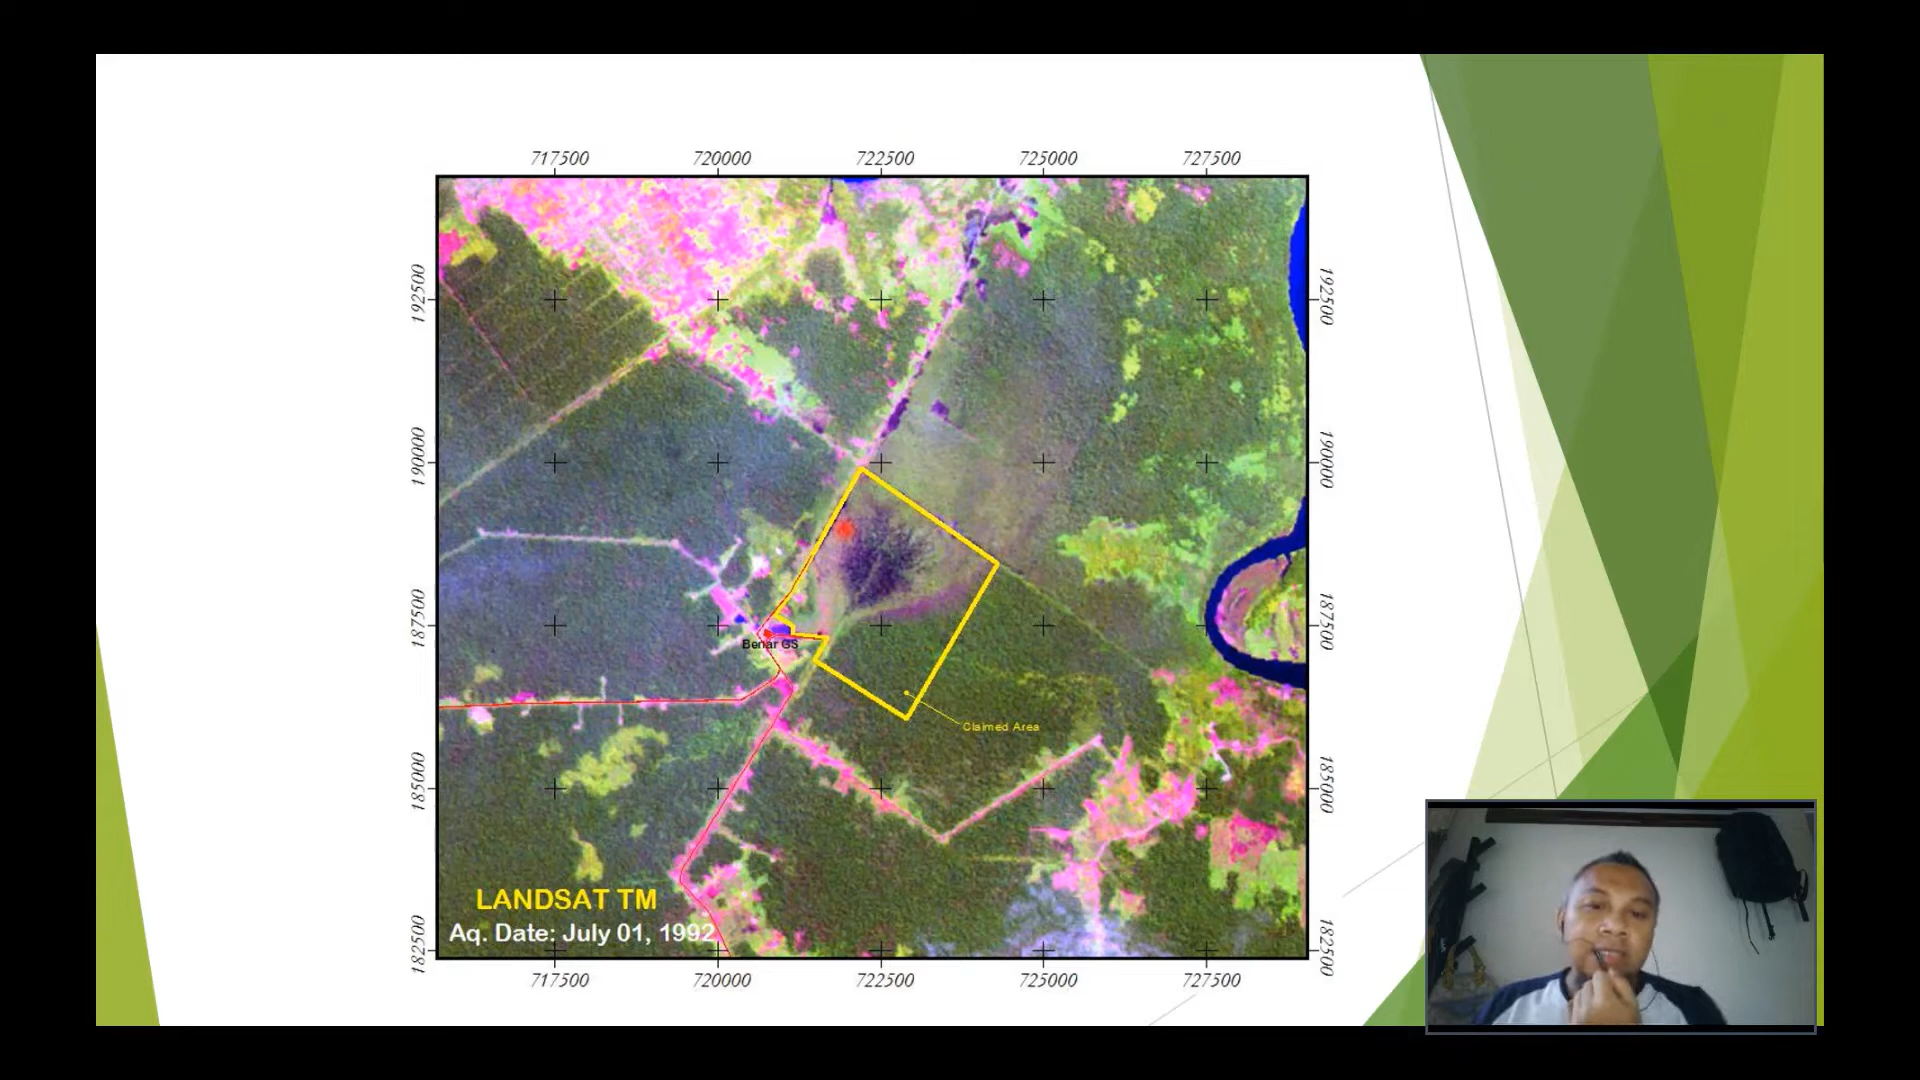 717500 720000 722500 725000 727500
192500 192500
190000 190000
187500 187500
Benar GS
Claimed Area
185000 185000
LANDSAT TM
Aq. Date: July 01, 1992
182500 182500
717500 720000 722500 725000 727500